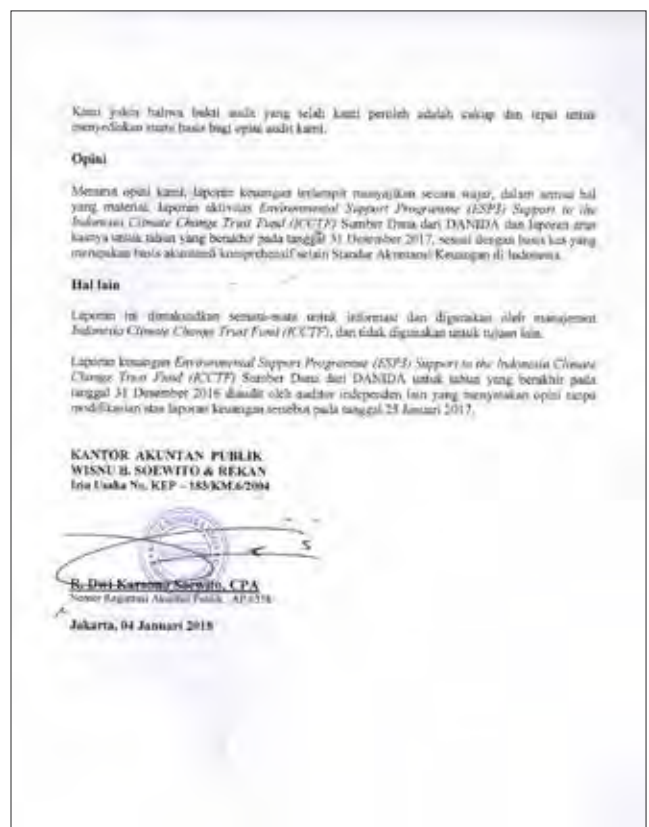 Kami yakin bahwa bukti audit yang telah kami peroleh adalah cukup dan tepat untuk
menyediakan suatu basis bagi opini audit kami.
Opini
Menurut opini kami, laporan keuangan terlampir menyajikan secara wajar, dalam semua hal
yang material, laporan aktivitas Environmental Support Programme (ESP3) Support to the
Indonesia Climate Change Trust Fund (ICCTF) Sumber Dana dari DANIDA dan laporan arus
kasnya untuk tahun yang berakhir pada tanggal 31 Desember 2017, sesuai dengan basis kas yang
merupakan basis akuntansi komprehensif selain Standar Akuntansi Keuangan di Indonesia.
Hal lain
Laporan ini dimaksudkan semata-mata untuk informasi dan digunakan oleh manajemen
Indonesia Climate Change Trust Fund (ICCTF), dan tidak digunakan untuk tujuan lain.
Laporan keuangan Environmental Support Programme (ESP3) Support to the Indonesia Climate
Change Trust Fund (ICCTF) Sumber Dana dari DANIDA untuk tahun yang berakhir pada
tanggal 31 Desember 2016 diaudit oleh auditor independen lain yang menyatakan opini tanpa
modifikasian atas laporan keuangan tersebut pada tanggal 25 Januari 2017.
KANTOR AKUNTAN PUBLIK
WISNU B. SOEWITO & REKAN
Izin Usaha No. KEP – 183/KM.6/2004
R. Dwi Karsono Soewito, CPA
Nomor Registrasi Akuntan Publik
Jakarta, 04 Januari 2018